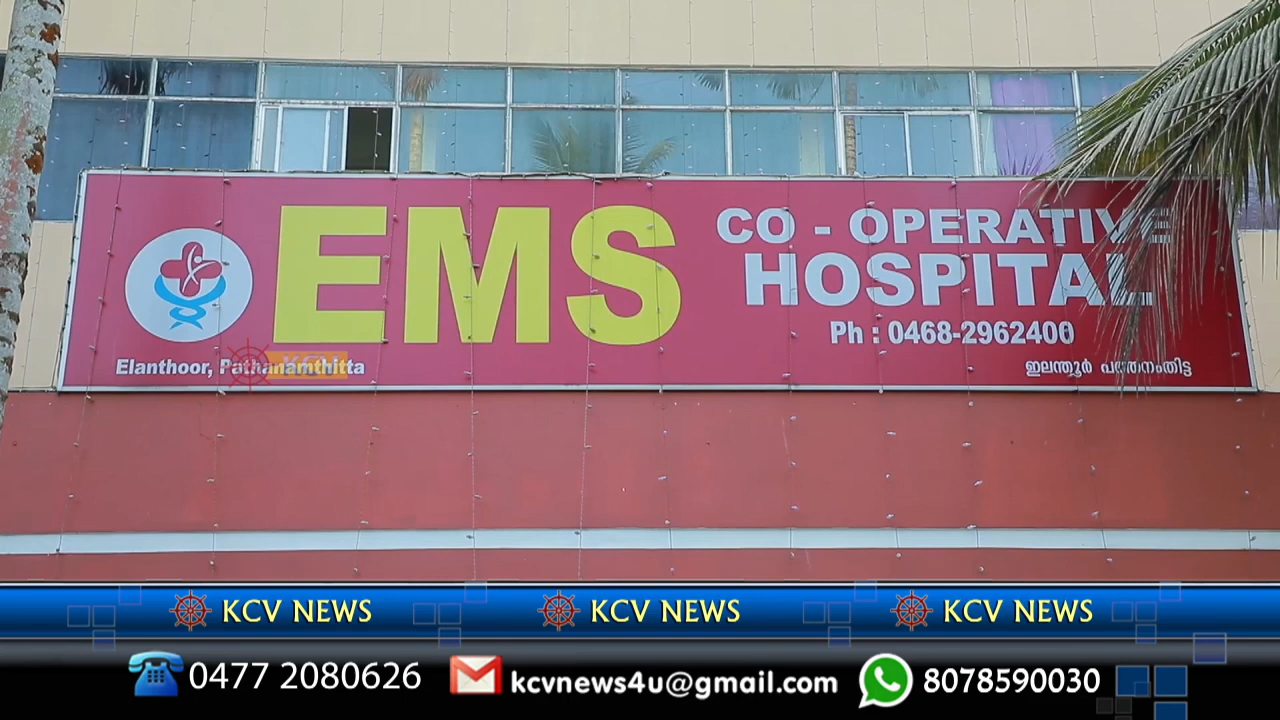 EMS
CO - OPERATIVE
HOSPITAL
Ph : 0468-2962400
Elanthoor, Pathanamthitta
KCV
ഇലന്തൂർ പത്തനംതിട്ട
KCV NEWS KCV NEWS KCV NEWS
0477 2080626 kcvnews4u@gmail.com 8078590030